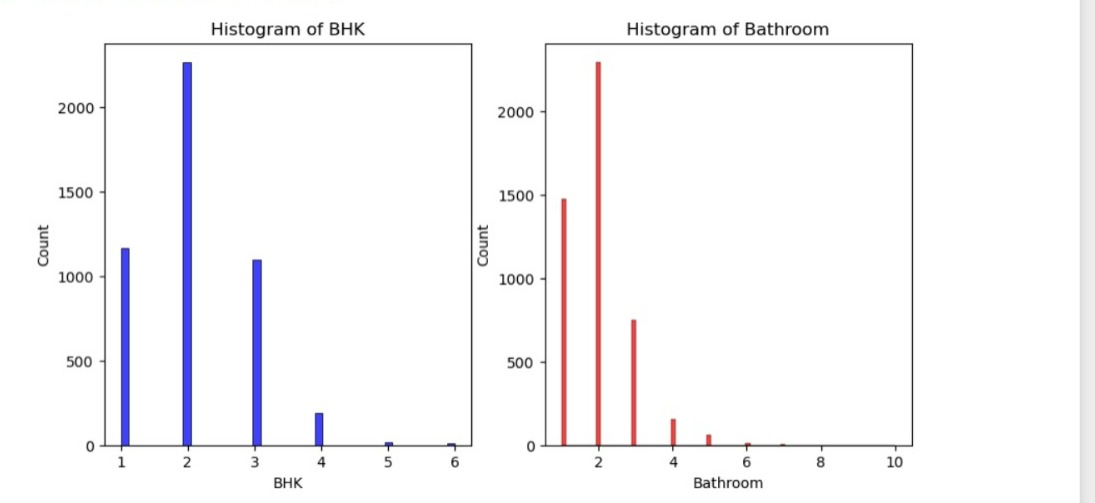 Histogram of BHK
Count
2000
1500
1000
500
0
1 2 3 4 5 6
BHK
Histogram of Bathroom
Count
2000
1500
1000
500
0
2 4 6 8 10
Bathroom